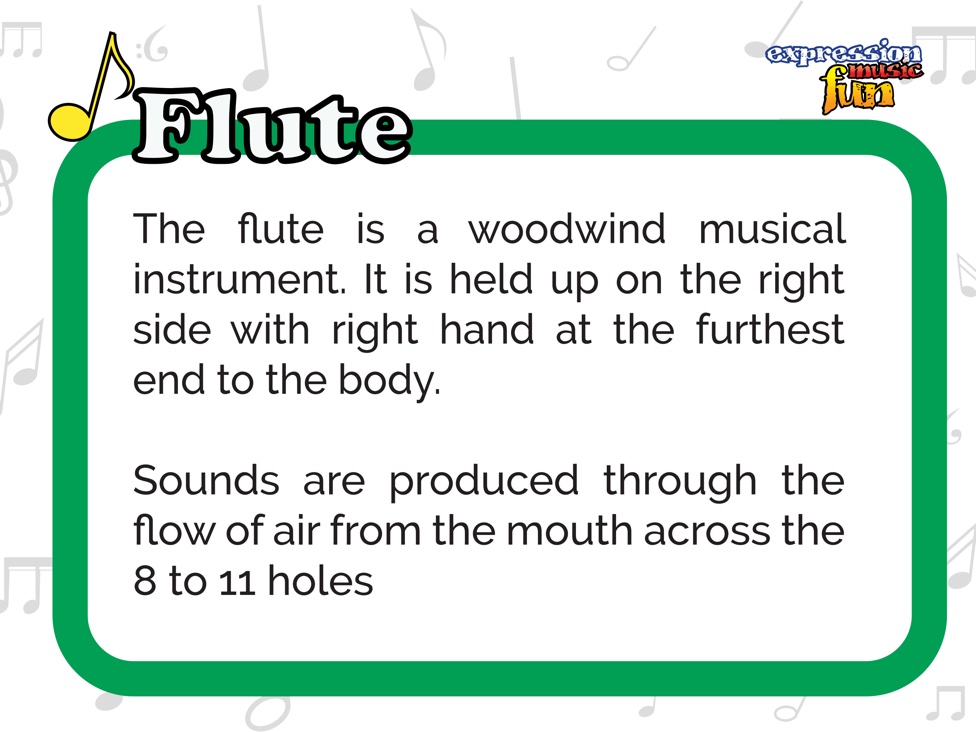 expression
music
fun
Flute
The flute is a woodwind musical
instrument. It is held up on the right
side with right hand at the furthest
end to the body.
Sounds are produced through the
flow of air from the mouth across the
8 to 11 holes